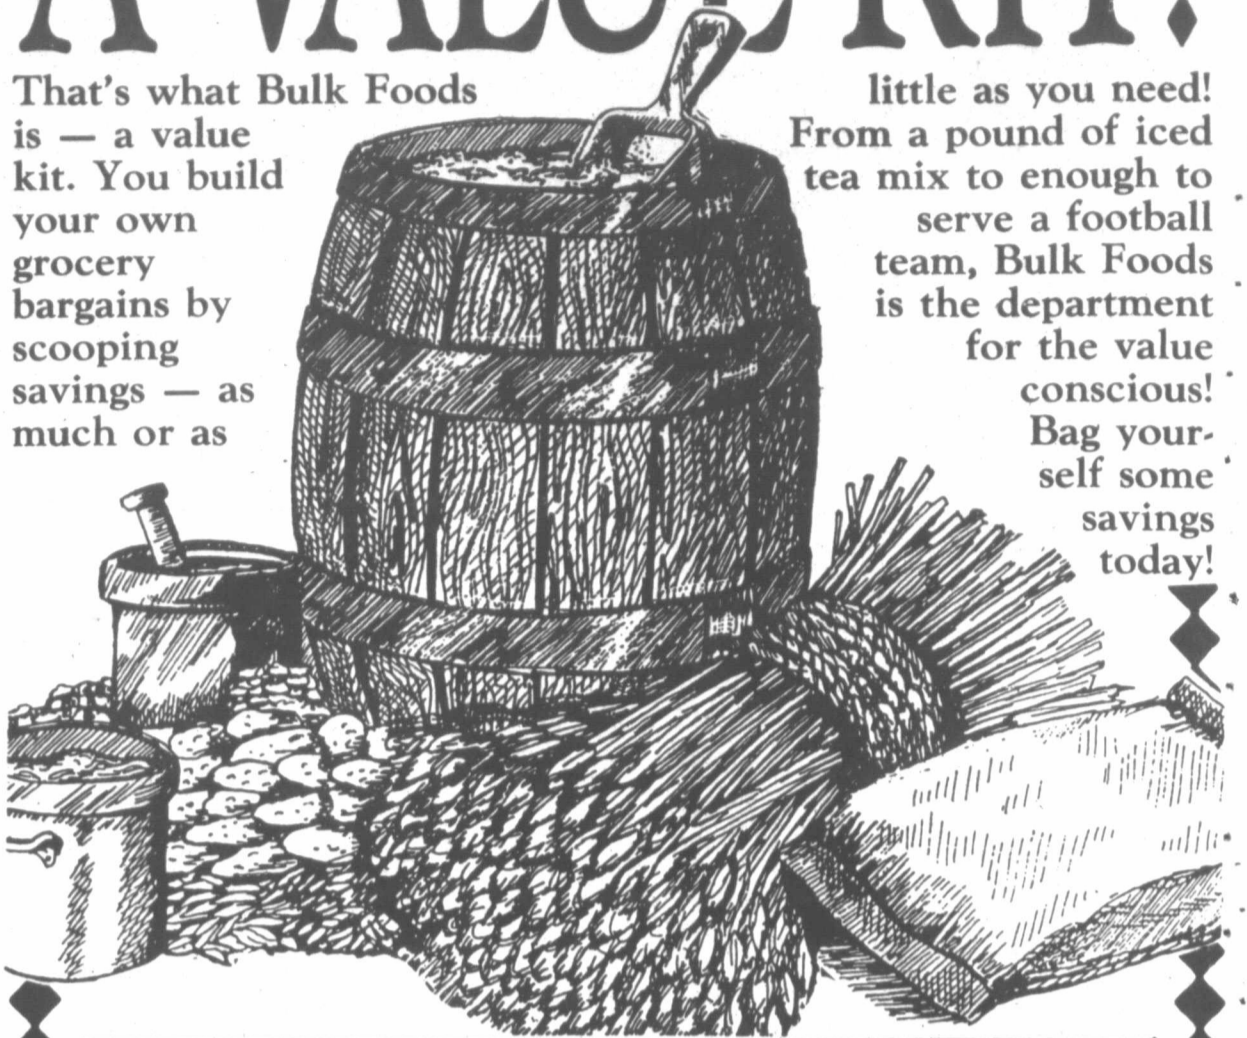 A VALUE KIT!
That's what Bulk Foods
is — a value
kit. You build
your own
grocery
bargains by
scooping
savings — as
much or as
little as you need!
From a pound of iced
tea mix to enough to
serve a football
team, Bulk Foods
is the department
for the value
conscious!
Bag your-
self some
savings
today!